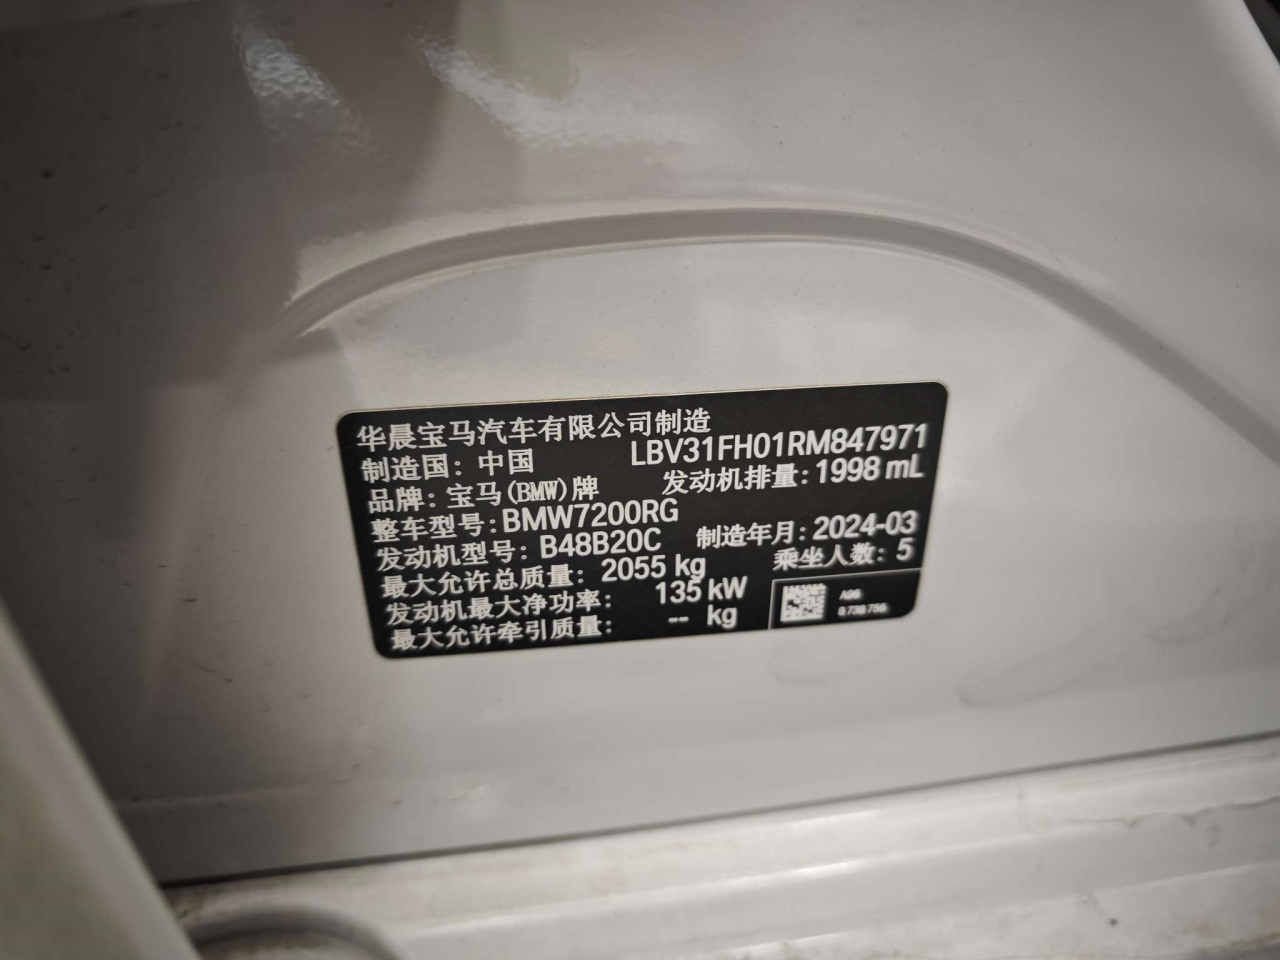 华晨宝马汽车有限公司制造
制造国：中国 LBV31FH01RM847971
品牌：宝马(BMW)牌 发动机排量：1998 mL
整车型号：BMW7200RG
发动机型号：B48B20C 制造年月：2024-03
最大允许总质量：2055 kg 乘坐人数：5
发动机最大净功率：135 kW
最大允许牵引质量：-- kg